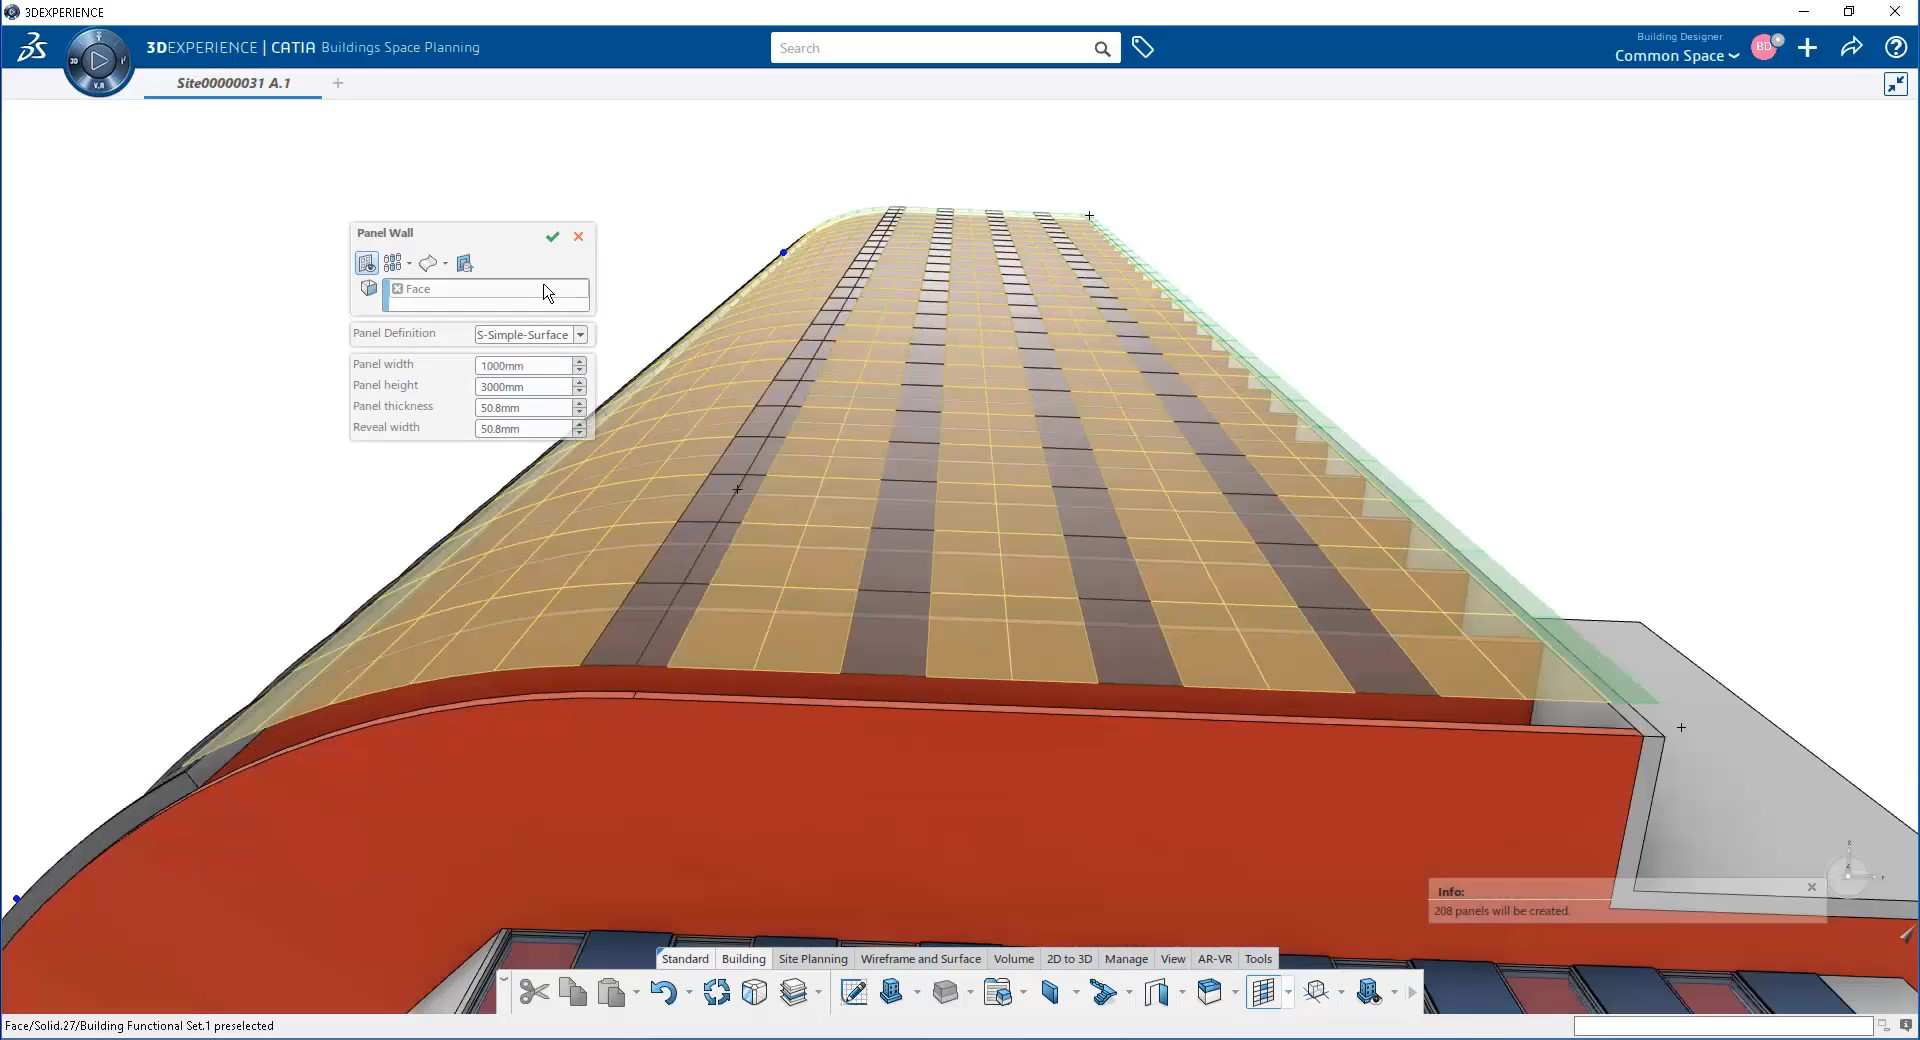 3DEXPERIENCE
3DEXPERIENCE | CATIA Buildings Space Planning
3D
V.R
Search
Building Designer
Common Space
BD
Site00000031 A.1
Panel Wall
Face
Panel Definition
S-Simple-Surface
Panel width
1000mm
Panel height
3000mm
Panel thickness
50.8mm
Reveal width
50.8mm
Info:
208 panels will be created.
Standard
Building
Site Planning
Wireframe and Surface
Volume
2D to 3D
Manage
View
AR-VR
Tools
Face/Solid.27/Building Functional Set.1 preselected